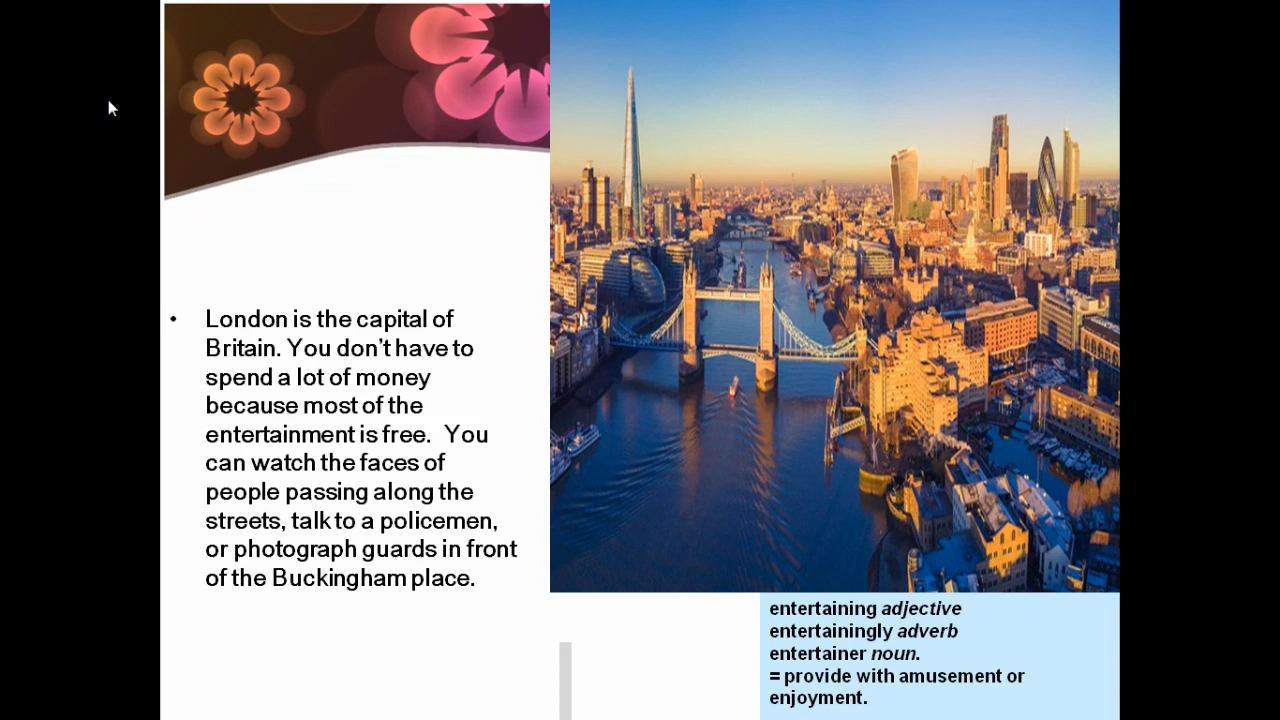 • London is the capital of
Britain. You don’t have to
spend a lot of money
because most of the
entertainment is free. You
can watch the faces of
people passing along the
streets, talk to a policemen,
or photograph guards in front
of the Buckingham place.
entertaining adjective
entertainingly adverb
entertainer noun.
= provide with amusement or
enjoyment.